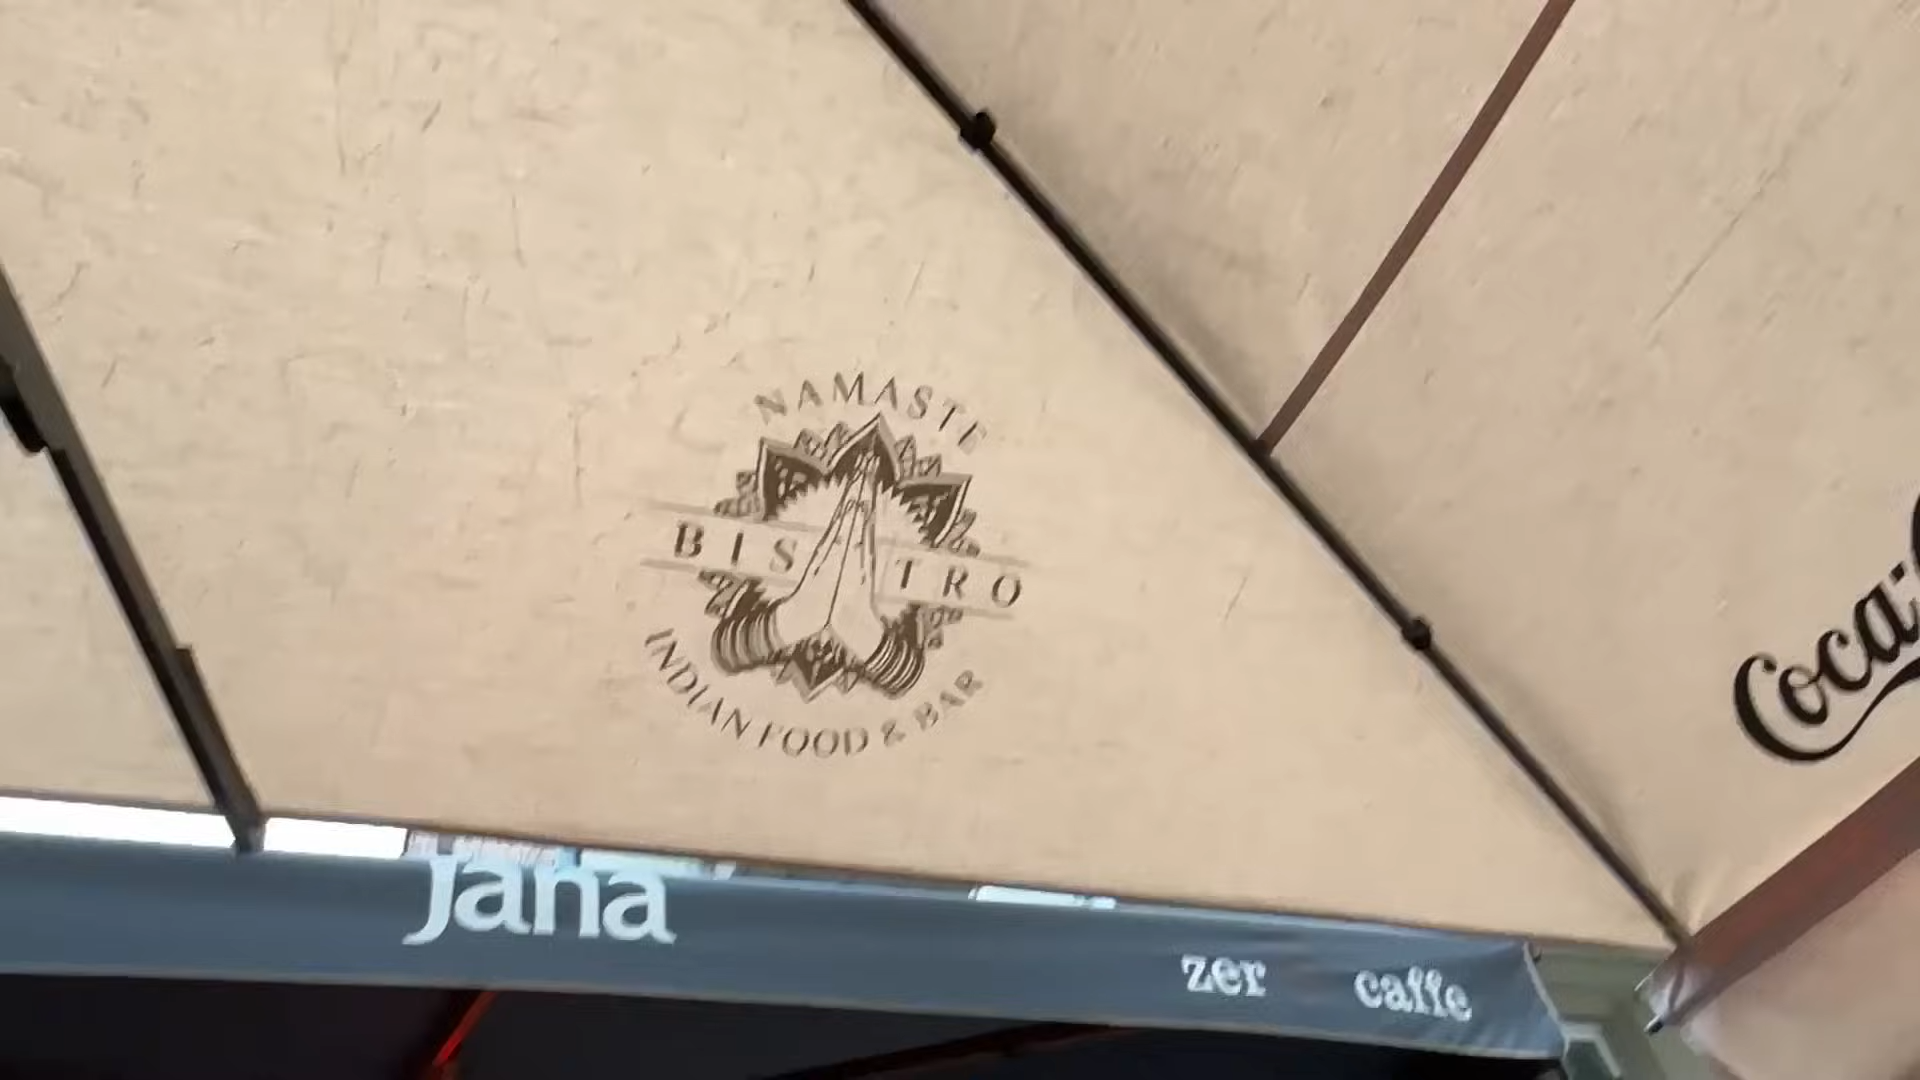 NAMASTE
BISTRO
INDIAN FOOD & BAR
Coca-
Jana
zer caffe